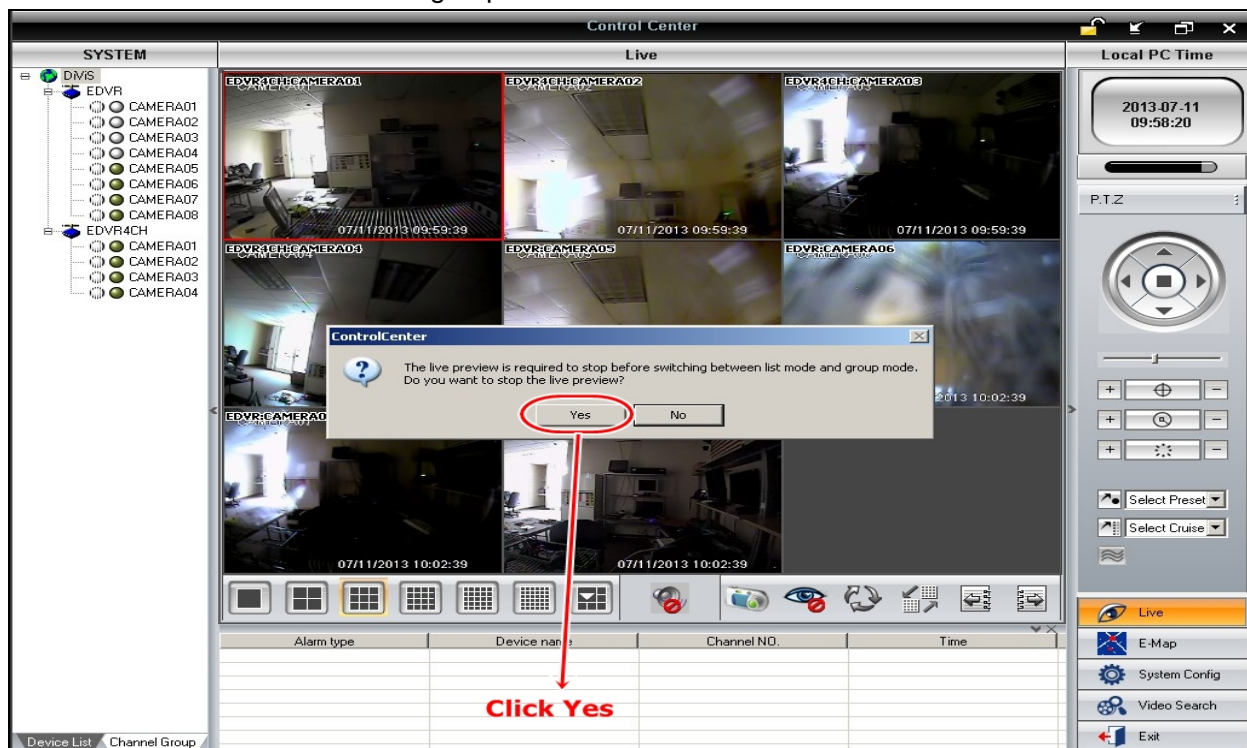 Control Center
SYSTEM
Live
Local PC Time
DiViS
EDVR
CAMERA01
CAMERA02
CAMERA03
CAMERA04
CAMERA05
CAMERA06
CAMERA07
CAMERA08
EDVR4CH
CAMERA01
CAMERA02
CAMERA03
CAMERA04
EDVR4CH:CAMERA01
EDVR4CH:CAMERA02
EDVR4CH:CAMERA03
07/11/2013 09:59:39
07/11/2013 09:59:39
07/11/2013 09:59:39
EDVR4CH:CAMERA04
EDVR:CAMERA05
EDVR:CAMERA06
2013 10:02:39
ControlCenter
The live preview is required to stop before switching between list mode and group mode.
Do you want to stop the live preview?
Yes
No
07/11/2013 10:02:39
07/11/2013 10:02:39
Alarm type
Device name
Channel NO.
Time
Click Yes
Device List
Channel Group
2013-07-11
09:58:20
P.T.Z
Select Preset
Select Cruise
Live
E-Map
System Config
Video Search
Exit